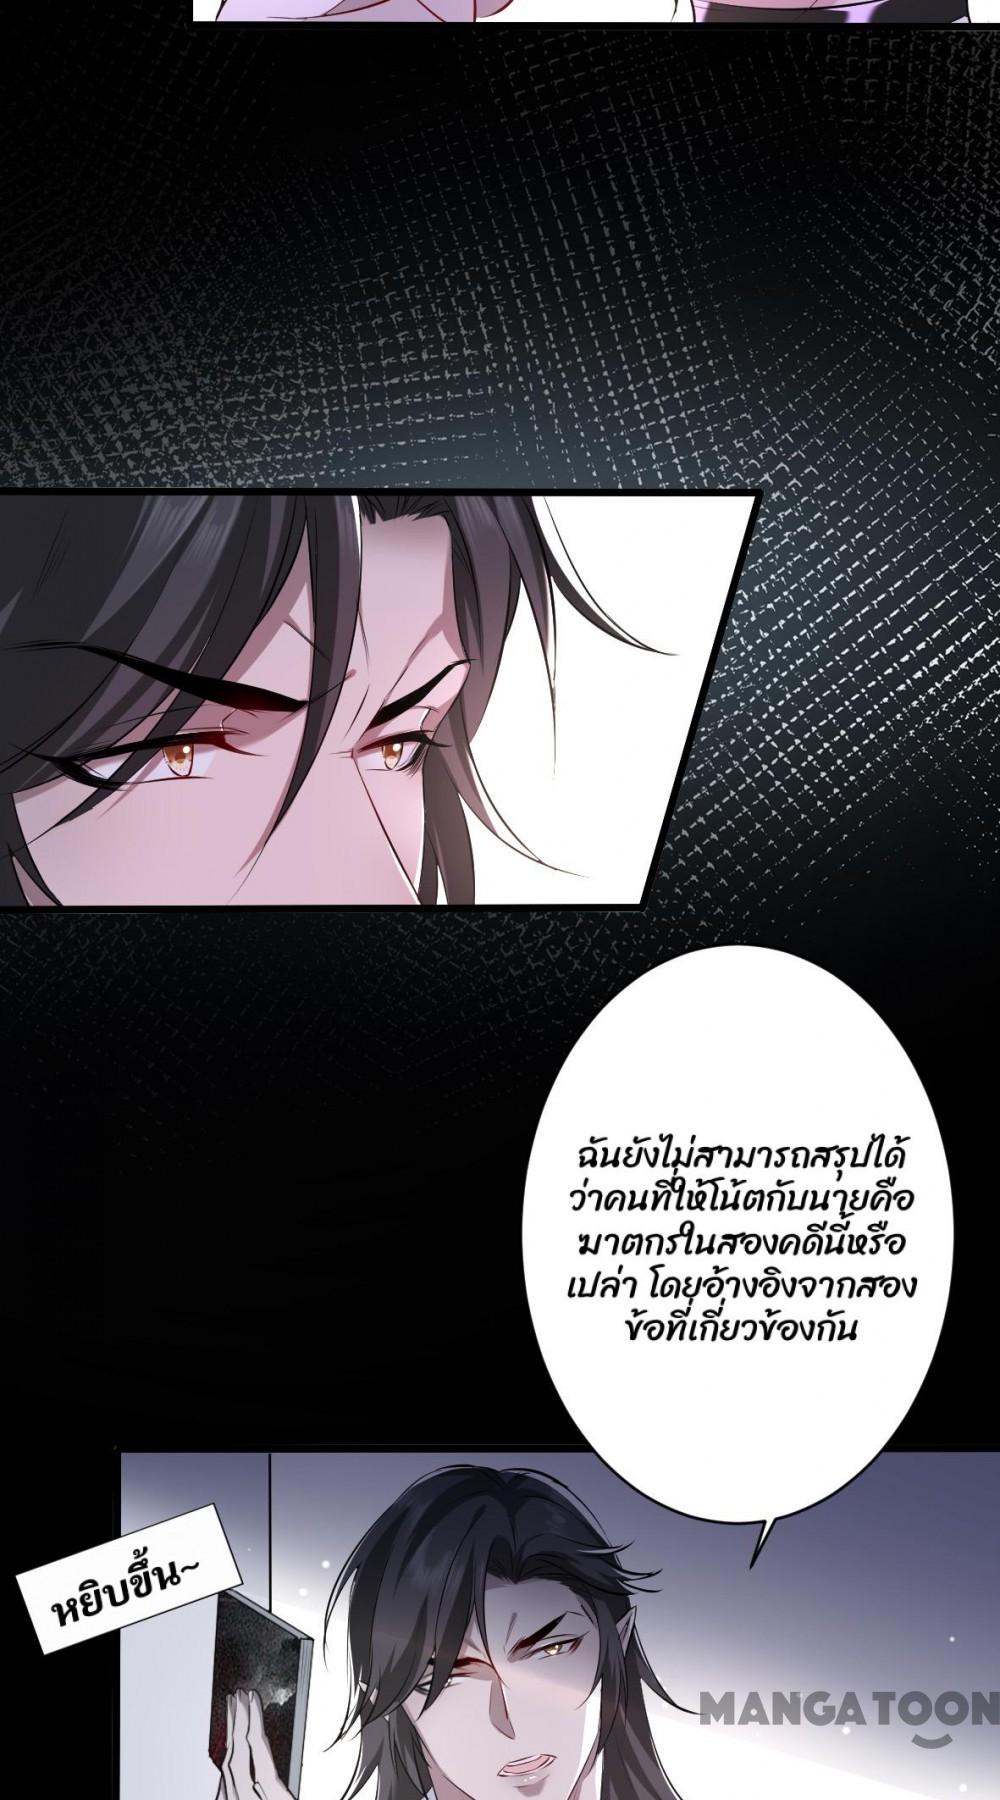 ฉันยังไม่สามารถสรุปได้
ว่าคนที่ให้โน้ตกับนายคือ
ฆาตกรในสองคดีนี้หรือ
เปล่า โดยอ้างอิงจากสอง
ข้อที่เกี่ยวข้องกัน
หยิบขึ้น~
MANGATOON